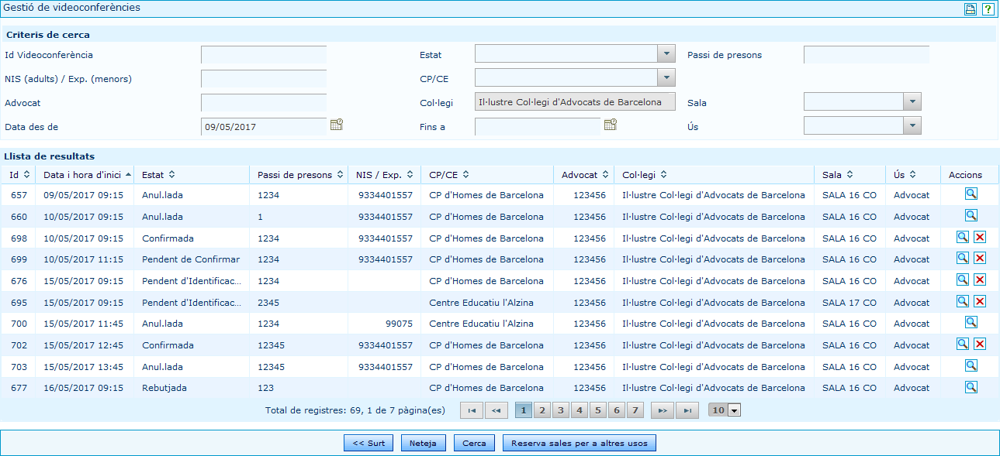 Gestió de videoconferències
Criteris de cerca
Id Videoconferència Estat Passi de presons
NIS (adults) / Exp. (menors) CP/CE
Advocat Col·legi Il·lustre Col·legi d'Advocats de Barcelona Sala
Data des de 09/05/2017 Fins a Ús
Llista de resultats
Id Data i hora d'inici Estat Passi de presons NIS / Exp. CP/CE Advocat Col·legi Sala Ús Accions
657 09/05/2017 09:15 Anul.lada 1234 9334401557 CP d'Homes de Barcelona 123456 Il·lustre Col·legi d'Advocats de Barcelona SALA 16 CO Advocat
660 10/05/2017 09:15 Anul.lada 1 9334401557 CP d'Homes de Barcelona 123456 Il·lustre Col·legi d'Advocats de Barcelona SALA 16 CO Advocat
698 10/05/2017 09:15 Confirmada 1234 9334401557 CP d'Homes de Barcelona 123456 Il·lustre Col·legi d'Advocats de Barcelona SALA 16 CO Advocat
699 10/05/2017 11:15 Pendent de Confirmar 1234 9334401557 CP d'Homes de Barcelona 123456 Il·lustre Col·legi d'Advocats de Barcelona SALA 16 CO Advocat
676 15/05/2017 09:15 Pendent d'Identificac... 1234 CP d'Homes de Barcelona 123456 Il·lustre Col·legi d'Advocats de Barcelona SALA 16 CO Advocat
695 15/05/2017 09:15 Pendent d'Identificac... 2345 Centre Educatiu l'Alzina 123456 Il·lustre Col·legi d'Advocats de Barcelona SALA 17 CO Advocat
700 15/05/2017 11:45 Anul.lada 1234 99075 Centre Educatiu l'Alzina 123456 Il·lustre Col·legi d'Advocats de Barcelona SALA 16 CO Advocat
702 15/05/2017 12:45 Confirmada 12345 9334401557 CP d'Homes de Barcelona 123456 Il·lustre Col·legi d'Advocats de Barcelona SALA 16 CO Advocat
703 15/05/2017 13:45 Anul.lada 12345 9334401557 CP d'Homes de Barcelona 123456 Il·lustre Col·legi d'Advocats de Barcelona SALA 16 CO Advocat
677 16/05/2017 09:15 Rebutjada 123 CP d'Homes de Barcelona 123456 Il·lustre Col·legi d'Advocats de Barcelona SALA 16 CO Advocat
Total de registres: 69, 1 de 7 pàgina(es) 1 2 3 4 5 6 7 10
<< Surt Neteja Cerca Reserva sales per a altres usos